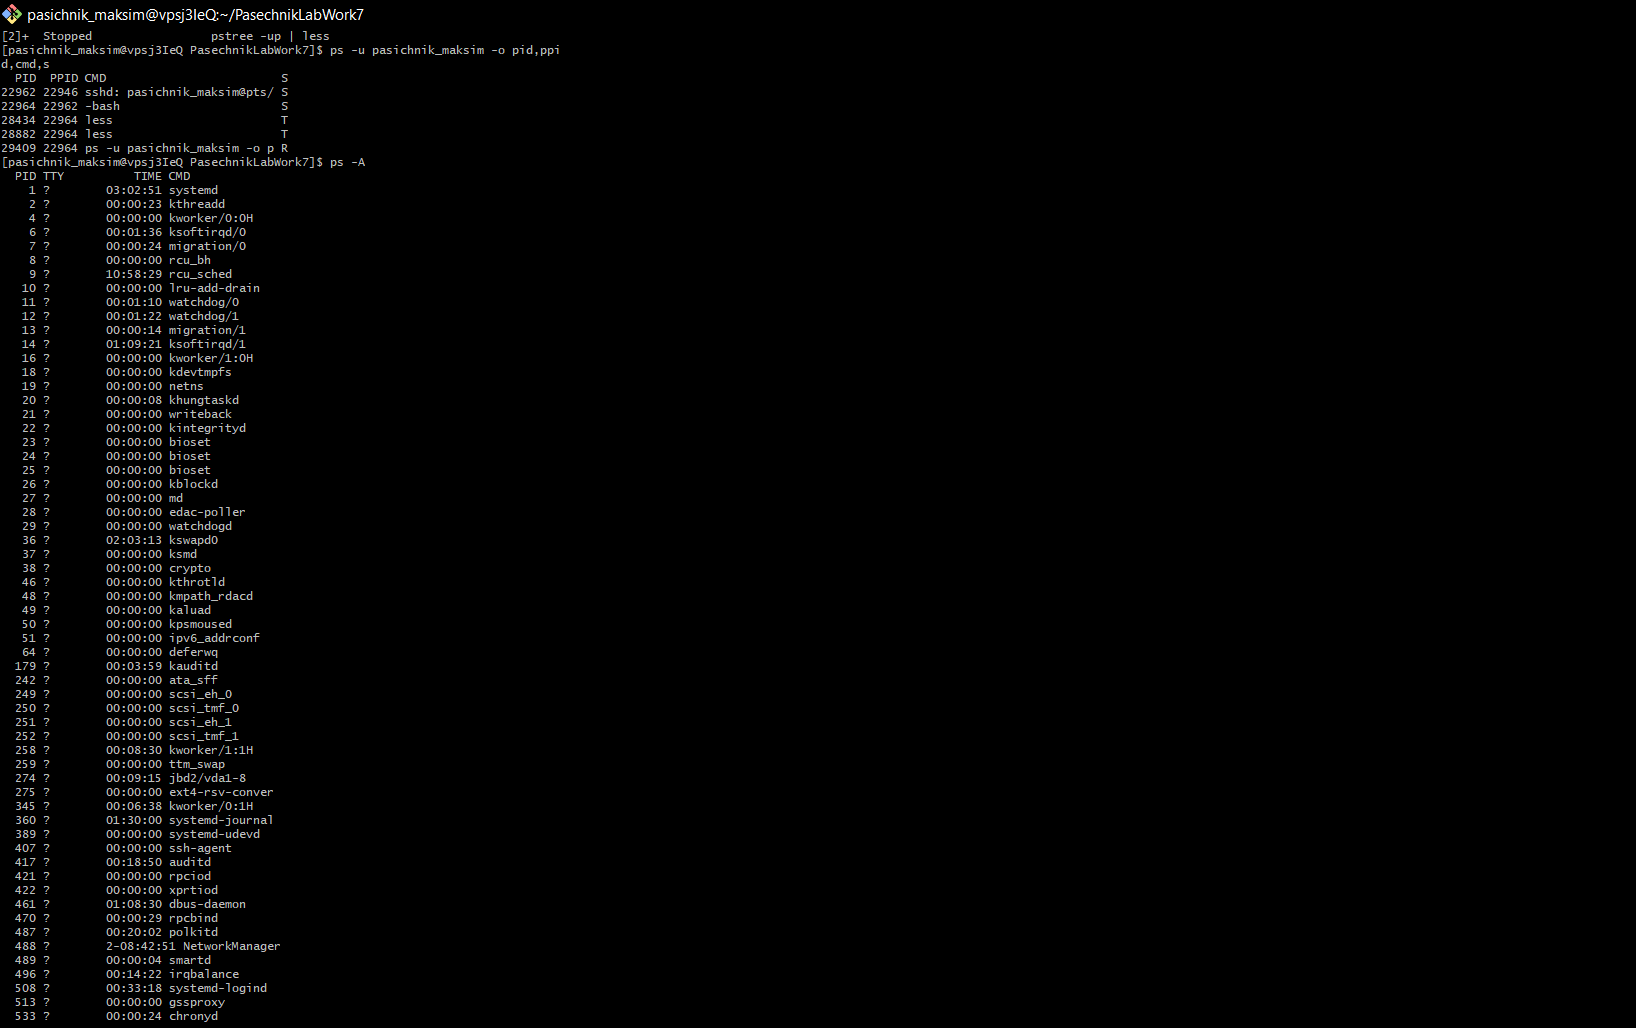 pasichnik_maksim@vpsj3IeQ:~/PasechnikLabWork7
[2]+  Stopped                 pstree -up | less
[pasichnik_maksim@vpsj3IeQ PasechnikLabWork7]$ ps -u pasichnik_maksim -o pid,ppi
d,cmd,s
  PID  PPID CMD                         S
22962 22946 sshd: pasichnik_maksim@pts/ S
22964 22962 -bash                       S
28434 22964 less                        T
28882 22964 less                        T
29409 22964 ps -u pasichnik_maksim -o p R
[pasichnik_maksim@vpsj3IeQ PasechnikLabWork7]$ ps -A
  PID TTY          TIME CMD
    1 ?        03:02:51 systemd
    2 ?        00:00:23 kthreadd
    4 ?        00:00:00 kworker/0:0H
    6 ?        00:01:36 ksoftirqd/0
    7 ?        00:00:24 migration/0
    8 ?        00:00:00 rcu_bh
    9 ?        10:58:29 rcu_sched
   10 ?        00:00:00 lru-add-drain
   11 ?        00:01:10 watchdog/0
   12 ?        00:01:22 watchdog/1
   13 ?        00:00:14 migration/1
   14 ?        01:09:21 ksoftirqd/1
   16 ?        00:00:00 kworker/1:0H
   18 ?        00:00:00 kdevtmpfs
   19 ?        00:00:00 netns
   20 ?        00:00:08 khungtaskd
   21 ?        00:00:00 writeback
   22 ?        00:00:00 kintegrityd
   23 ?        00:00:00 bioset
   24 ?        00:00:00 bioset
   25 ?        00:00:00 bioset
   26 ?        00:00:00 kblockd
   27 ?        00:00:00 md
   28 ?        00:00:00 edac-poller
   29 ?        00:00:00 watchdogd
   36 ?        02:03:13 kswapd0
   37 ?        00:00:00 ksmd
   38 ?        00:00:00 crypto
   46 ?        00:00:00 kthrotld
   48 ?        00:00:00 kmpath_rdacd
   49 ?        00:00:00 kaluad
   50 ?        00:00:00 kpsmoused
   51 ?        00:00:00 ipv6_addrconf
   64 ?        00:00:00 deferwq
  179 ?        00:03:59 kauditd
  242 ?        00:00:00 ata_sff
  249 ?        00:00:00 scsi_eh_0
  250 ?        00:00:00 scsi_tmf_0
  251 ?        00:00:00 scsi_eh_1
  252 ?        00:00:00 scsi_tmf_1
  258 ?        00:08:30 kworker/1:1H
  259 ?        00:00:00 ttm_swap
  274 ?        00:09:15 jbd2/vda1-8
  275 ?        00:00:00 ext4-rsv-conver
  345 ?        00:06:38 kworker/0:1H
  360 ?        01:30:00 systemd-journal
  389 ?        00:00:00 systemd-udevd
  407 ?        00:00:00 ssh-agent
  417 ?        00:18:50 auditd
  421 ?        00:00:00 rpciod
  422 ?        00:00:00 xprtiod
  461 ?        01:08:30 dbus-daemon
  470 ?        00:00:29 rpcbind
  487 ?        00:20:02 polkitd
  488 ?        2-08:42:51 NetworkManager
  489 ?        00:00:04 smartd
  496 ?        00:14:22 irqbalance
  508 ?        00:33:18 systemd-logind
  513 ?        00:00:00 gssproxy
  533 ?        00:00:24 chronyd